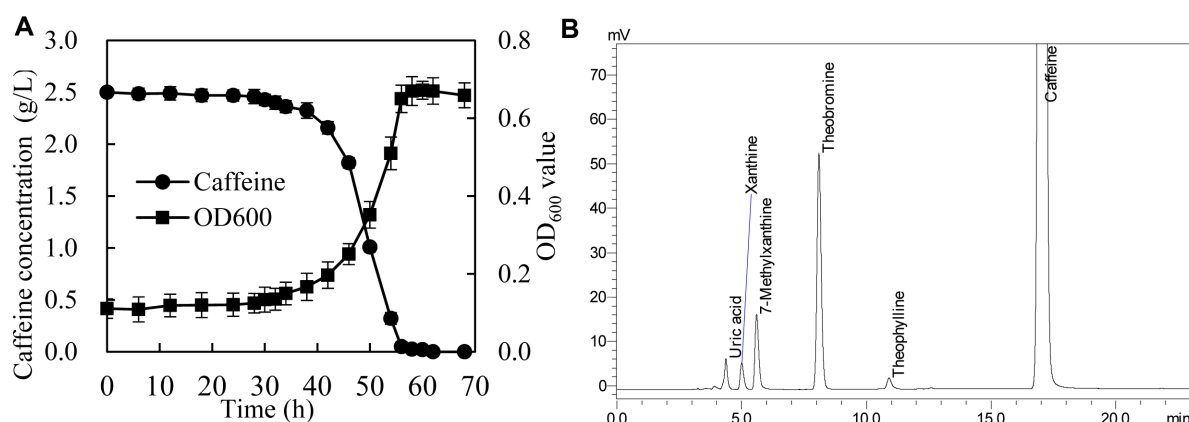 A
Caffeine concentration (g/L)
3.0
2.5
2.0
1.5
1.0
0.5
0.0
Caffeine
OD600
0.8
0.6
0.4
0.2
0.0
OD600 value
0 10 20 30 40 50 60 70
Time (h)
B
mV
70
60
50
40
30
20
10
0
Uric acid
Xanthine
7-Methylxanthine
Theobromine
Theophylline
Caffeine
0.0 5.0 10.0 15.0 20.0 min